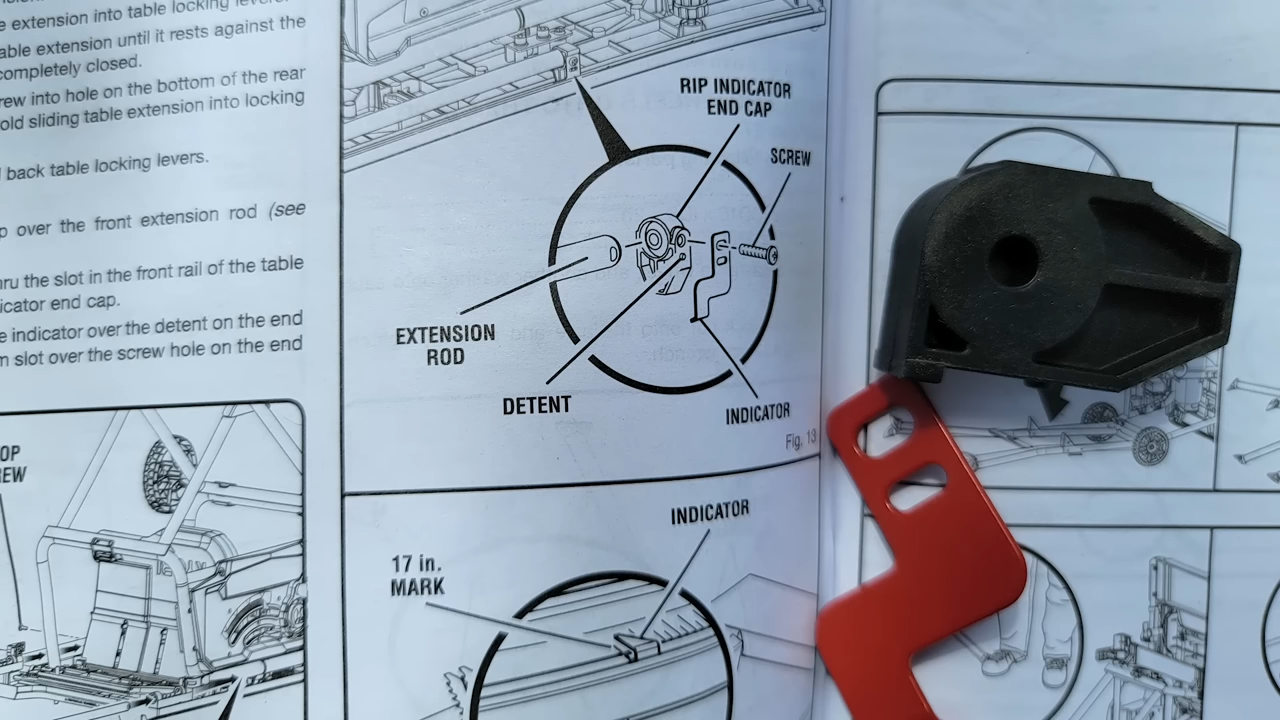 e extension into table locking levers.
able extension until it rests against the
completely closed.
rew into hole on the bottom of the rear
old sliding table extension into locking
l back table locking levers.
p over the front extension rod (see
hru the slot in the front rail of the table
icator end cap.
e indicator over the detent on the end
m slot over the screw hole on the end
OP
EW
RIP INDICATOR
END CAP
SCREW
EXTENSION
ROD
DETENT
INDICATOR
Fig. 13
INDICATOR
17 in.
MARK